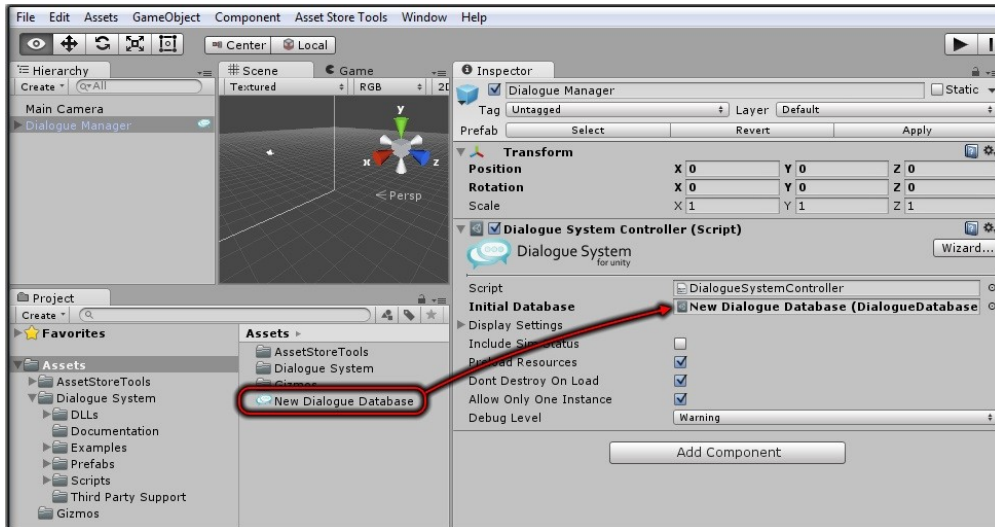 File Edit Assets GameObject Component Asset Store Tools Window Help
Center Local
Hierarchy
Create All
Main Camera
Dialogue Manager
Scene Game
Textured RGB 2D
y
x z
Persp
Project
Create
Favorites
Assets
AssetStoreTools
Dialogue System
DLLs
Documentation
Examples
Prefabs
Scripts
Third Party Support
Gizmos
Assets
AssetStoreTools
Dialogue System
Gizmos
New Dialogue Database
Inspector
Dialogue Manager Static
Tag Untagged Layer Default
Prefab Select Revert Apply
Transform
Position X 0 Y 0 Z 0
Rotation X 0 Y 0 Z 0
Scale X 1 Y 1 Z 1
Dialogue System Controller (Script)
Dialogue System
for unity
Wizard...
Script DialogueSystemController
Initial Database New Dialogue Database (DialogueDatabase
Display Settings
Include Sim Status
Preload Resources
Dont Destroy On Load
Allow Only One Instance
Debug Level Warning
Add Component